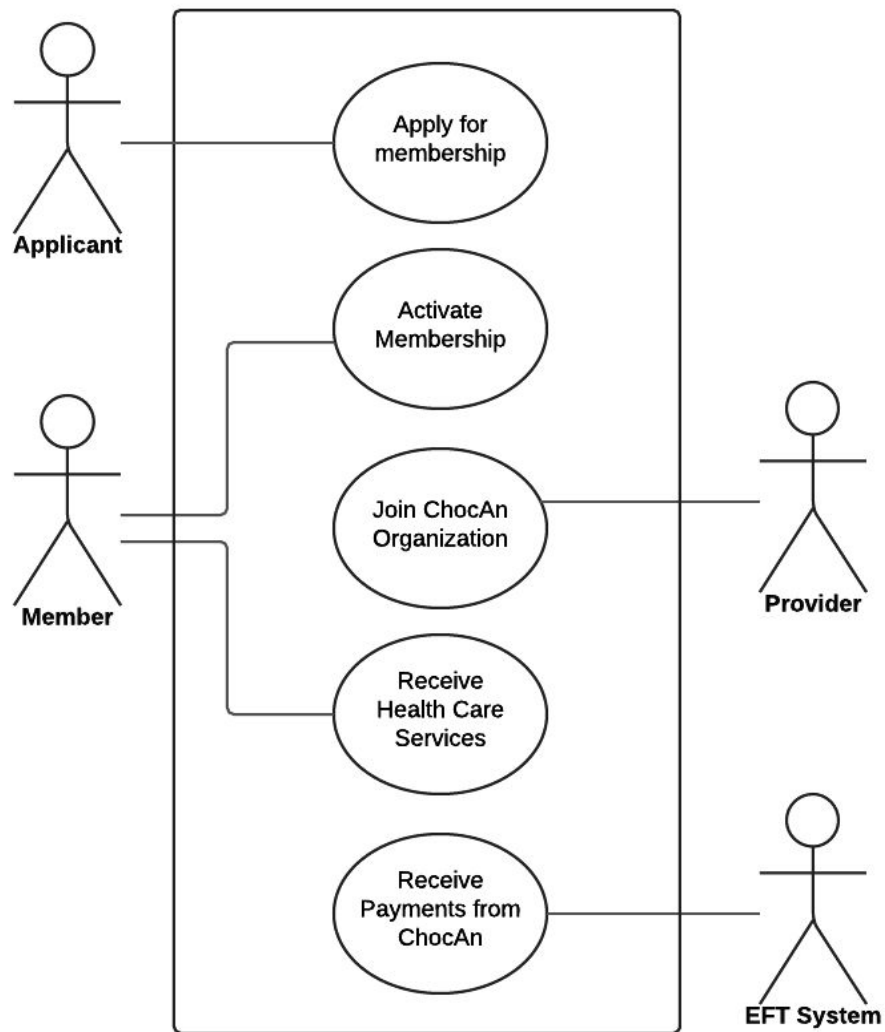 Apply for
membership
Applicant
Activate
Membership
Join ChocAn
Organization
Member
Provider
Receive
Health Care
Services
Receive
Payments from
ChocAn
EFT System